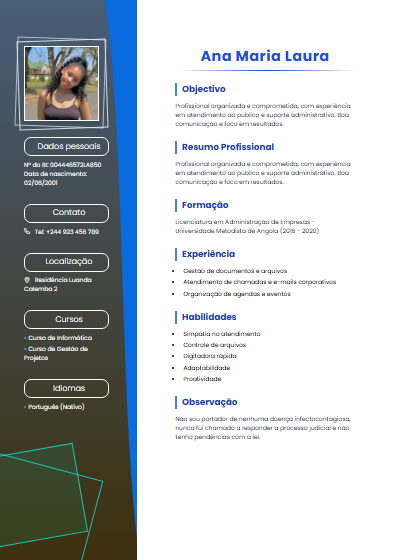 Dados pessoais
Nº do BI: 004446572LA850
Data de nascimento:
02/06/2001
Contato
Tel: +244 923 456 789
Localização
Residência Luanda
Calemba 2
Cursos
• Curso de Informática
• Curso de Gestão de
Projetos
Idiomas
• Português (Nativo)
Ana Maria Laura
Objectivo
Profissional organizada e comprometida, com experiência
em atendimento ao público e suporte administrativo. Boa
comunicação e foco em resultados.
Resumo Profissional
Profissional organizada e comprometida, com experiência
em atendimento ao público e suporte administrativo. Boa
comunicação e foco em resultados.
Formação
Licenciatura em Administração de Empresas -
Universidade Metodista de Angola (2016 - 2020)
Experiência
• Gestão de documentos e arquivos
• Atendimento de chamadas e e-mails corporativos
• Organização de agendas e eventos
Habilidades
• Simpatia no atendimento
• Controle de arquivos
• Digitadora rápida
• Adaptabilidade
• Proatividade
Observação
Não sou portador de nenhuma doença infectocontagiosa,
nunca fui chamado a responder a processo judicial e não
tenho pendências com a lei.